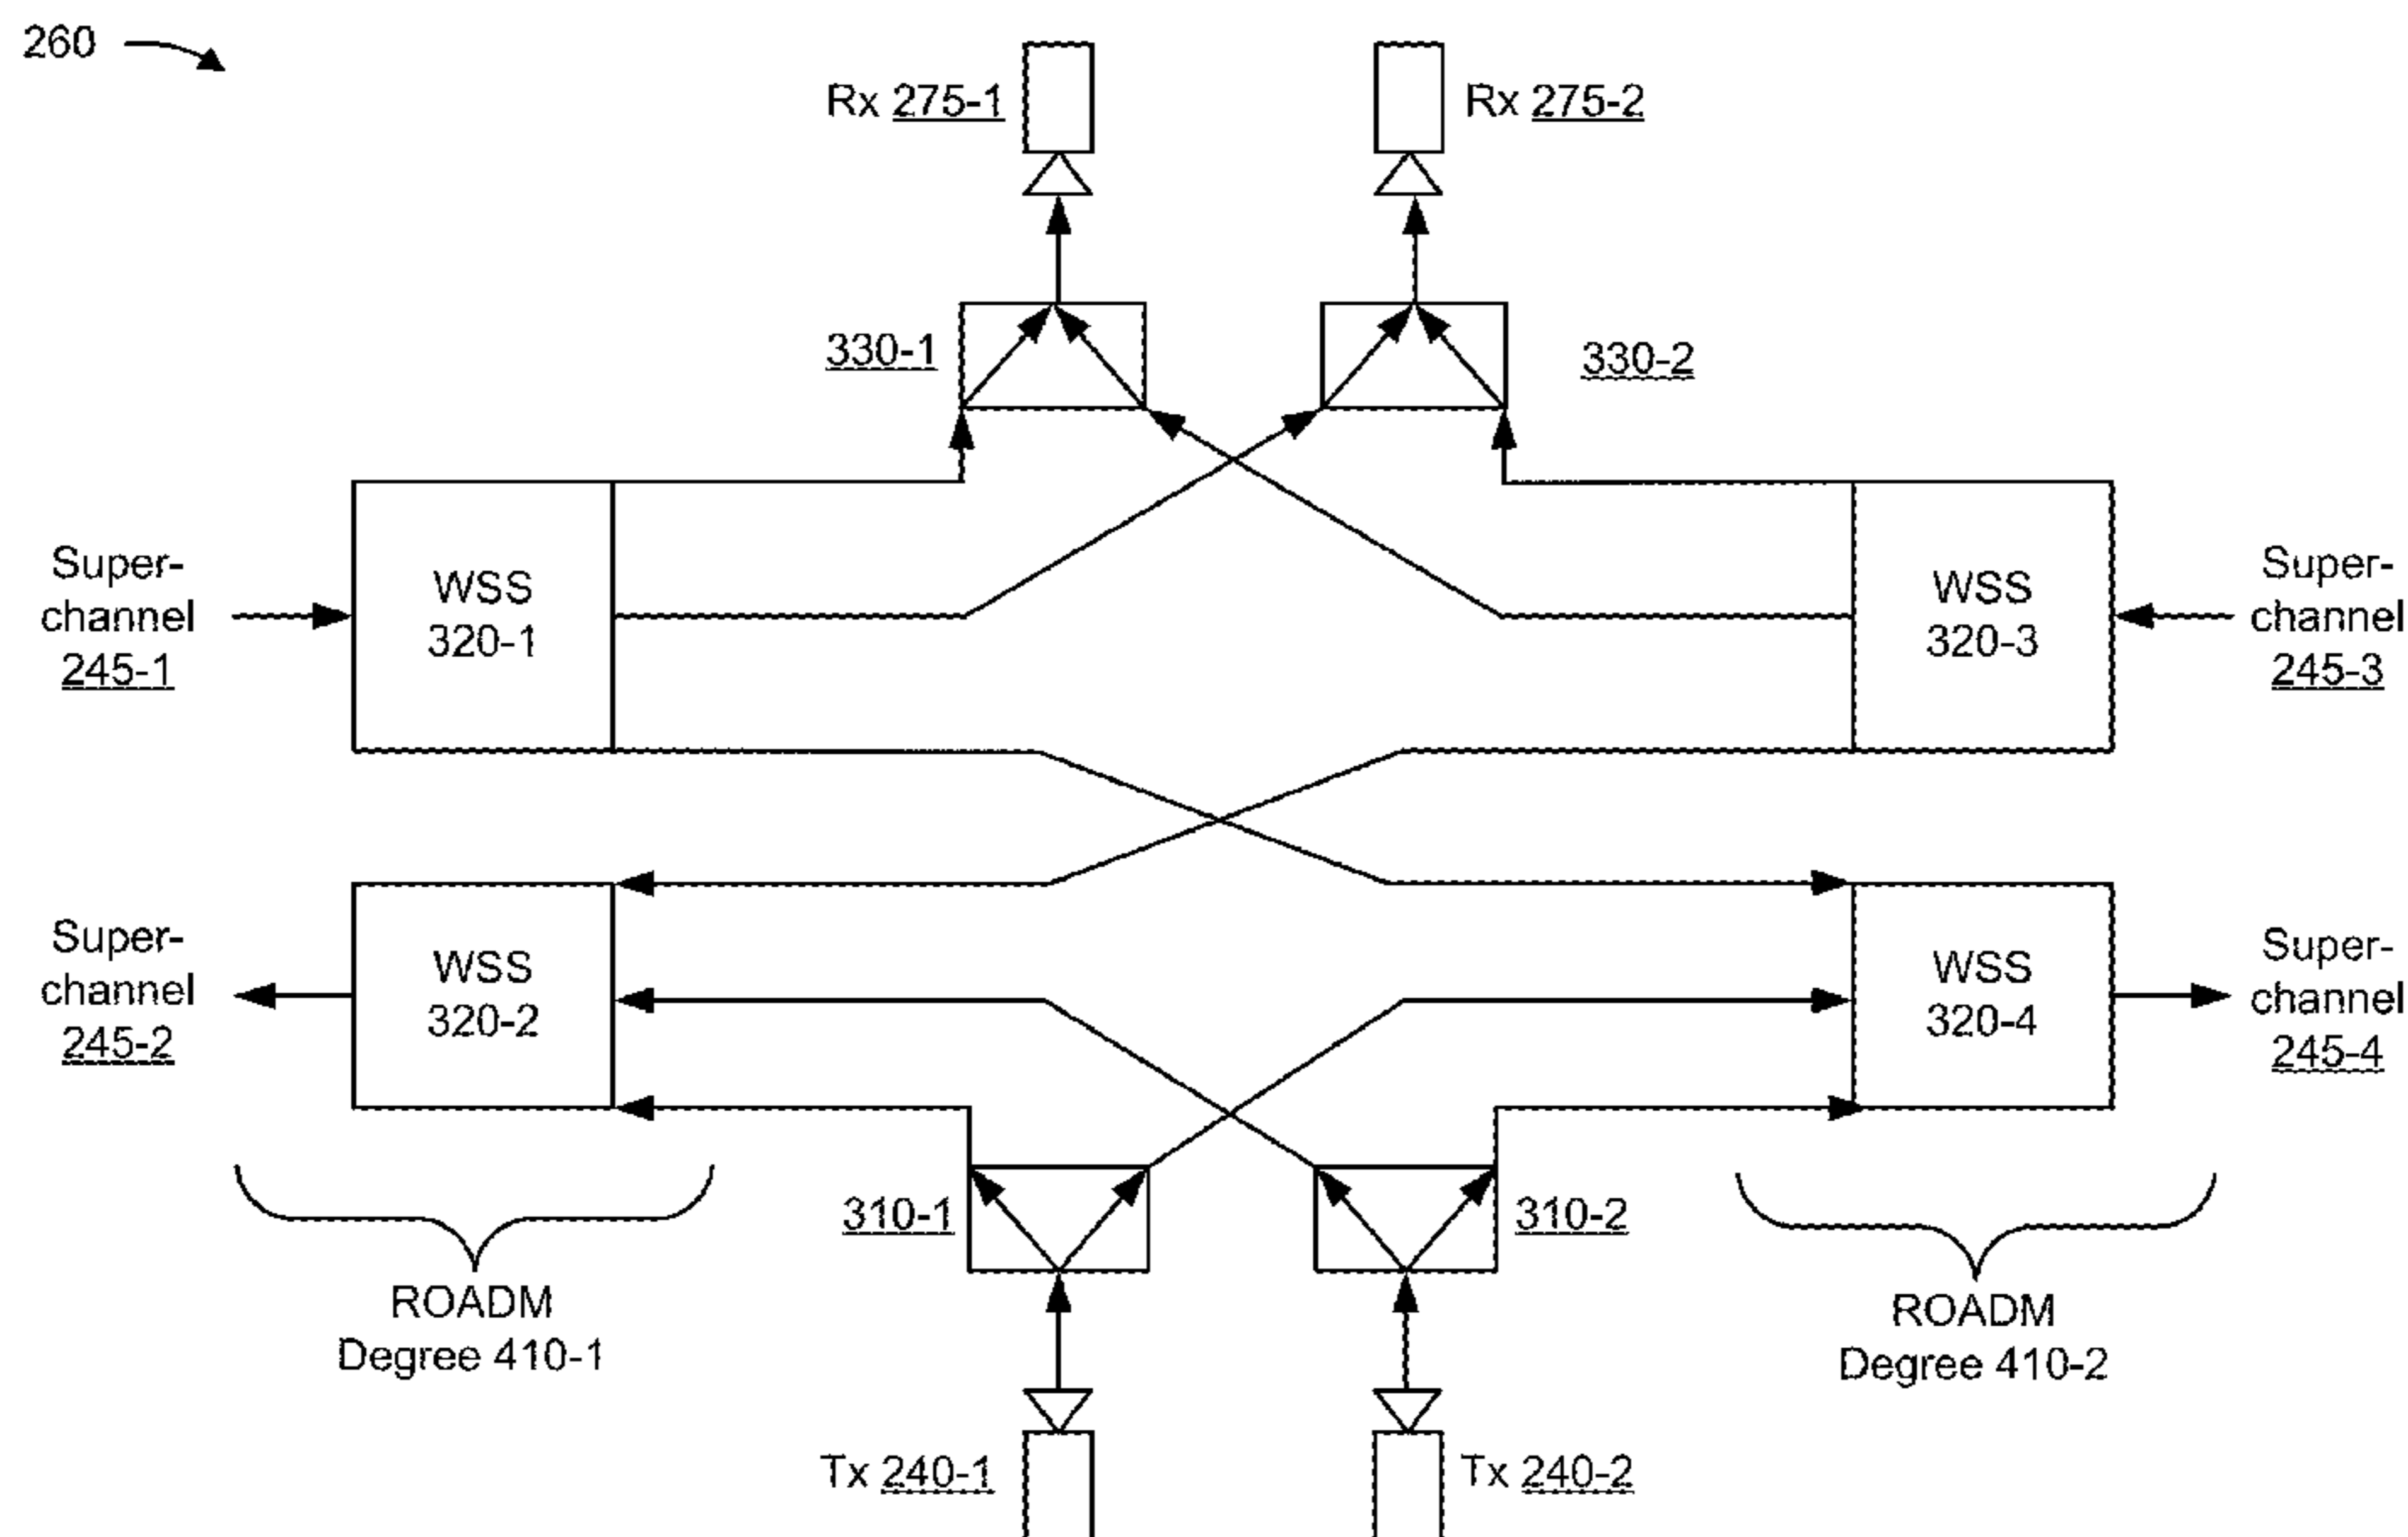 260
Rx 275-1
Rx 275-2
330-1
330-2
Super-
channel
245-1
WSS
320-1
WSS
320-3
Super-
channel
245-3
Super-
channel
245-2
WSS
320-2
WSS
320-4
Super-
channel
245-4
310-1
310-2
ROADM
Degree 410-1
ROADM
Degree 410-2
Tx 240-1
Tx 240-2